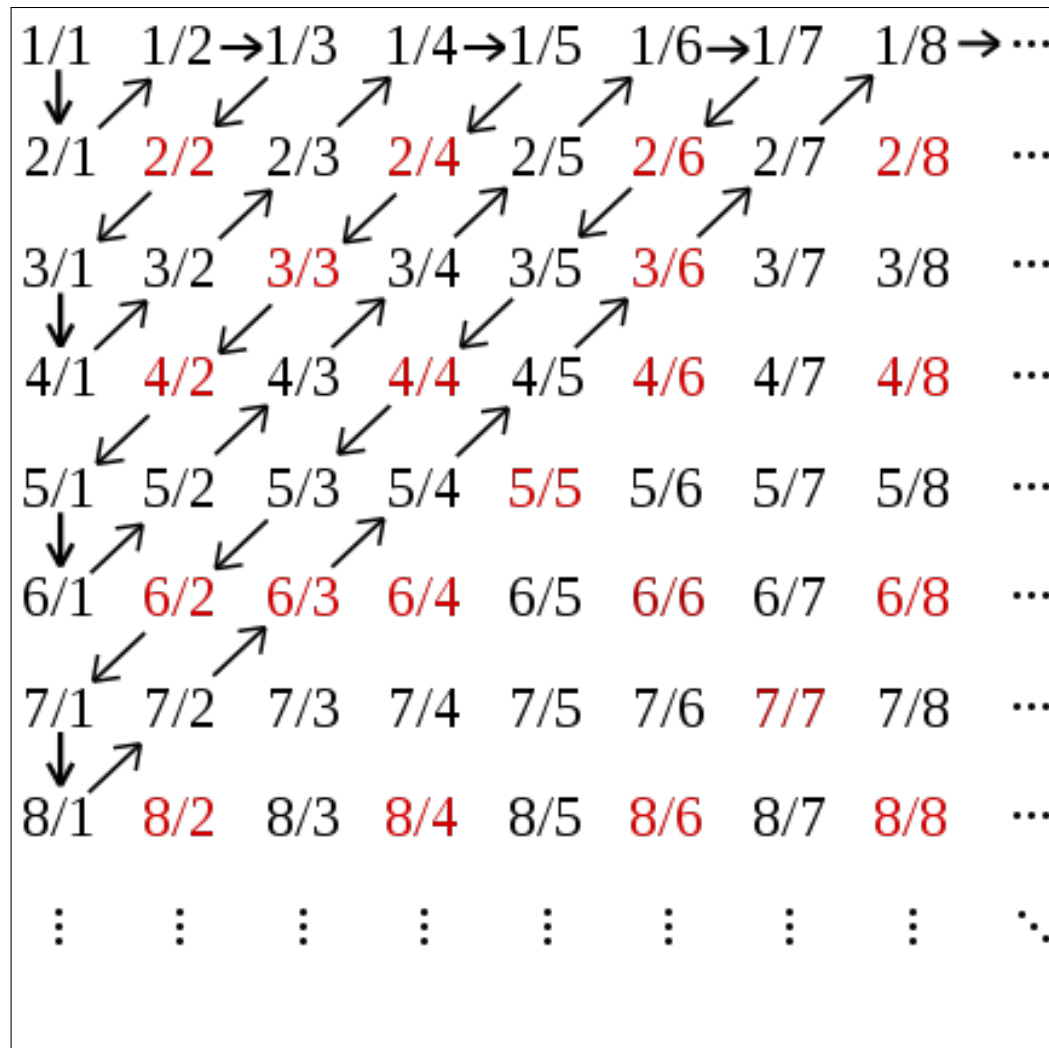 1/1 1/2 1/3 1/4 1/5 1/6 1/7 1/8 ...
2/1 2/2 2/3 2/4 2/5 2/6 2/7 2/8 ...
3/1 3/2 3/3 3/4 3/5 3/6 3/7 3/8 ...
4/1 4/2 4/3 4/4 4/5 4/6 4/7 4/8 ...
5/1 5/2 5/3 5/4 5/5 5/6 5/7 5/8 ...
6/1 6/2 6/3 6/4 6/5 6/6 6/7 6/8 ...
7/1 7/2 7/3 7/4 7/5 7/6 7/7 7/8 ...
8/1 8/2 8/3 8/4 8/5 8/6 8/7 8/8 ...
⋮ ⋮ ⋮ ⋮ ⋮ ⋮ ⋮ ⋮ ⋱